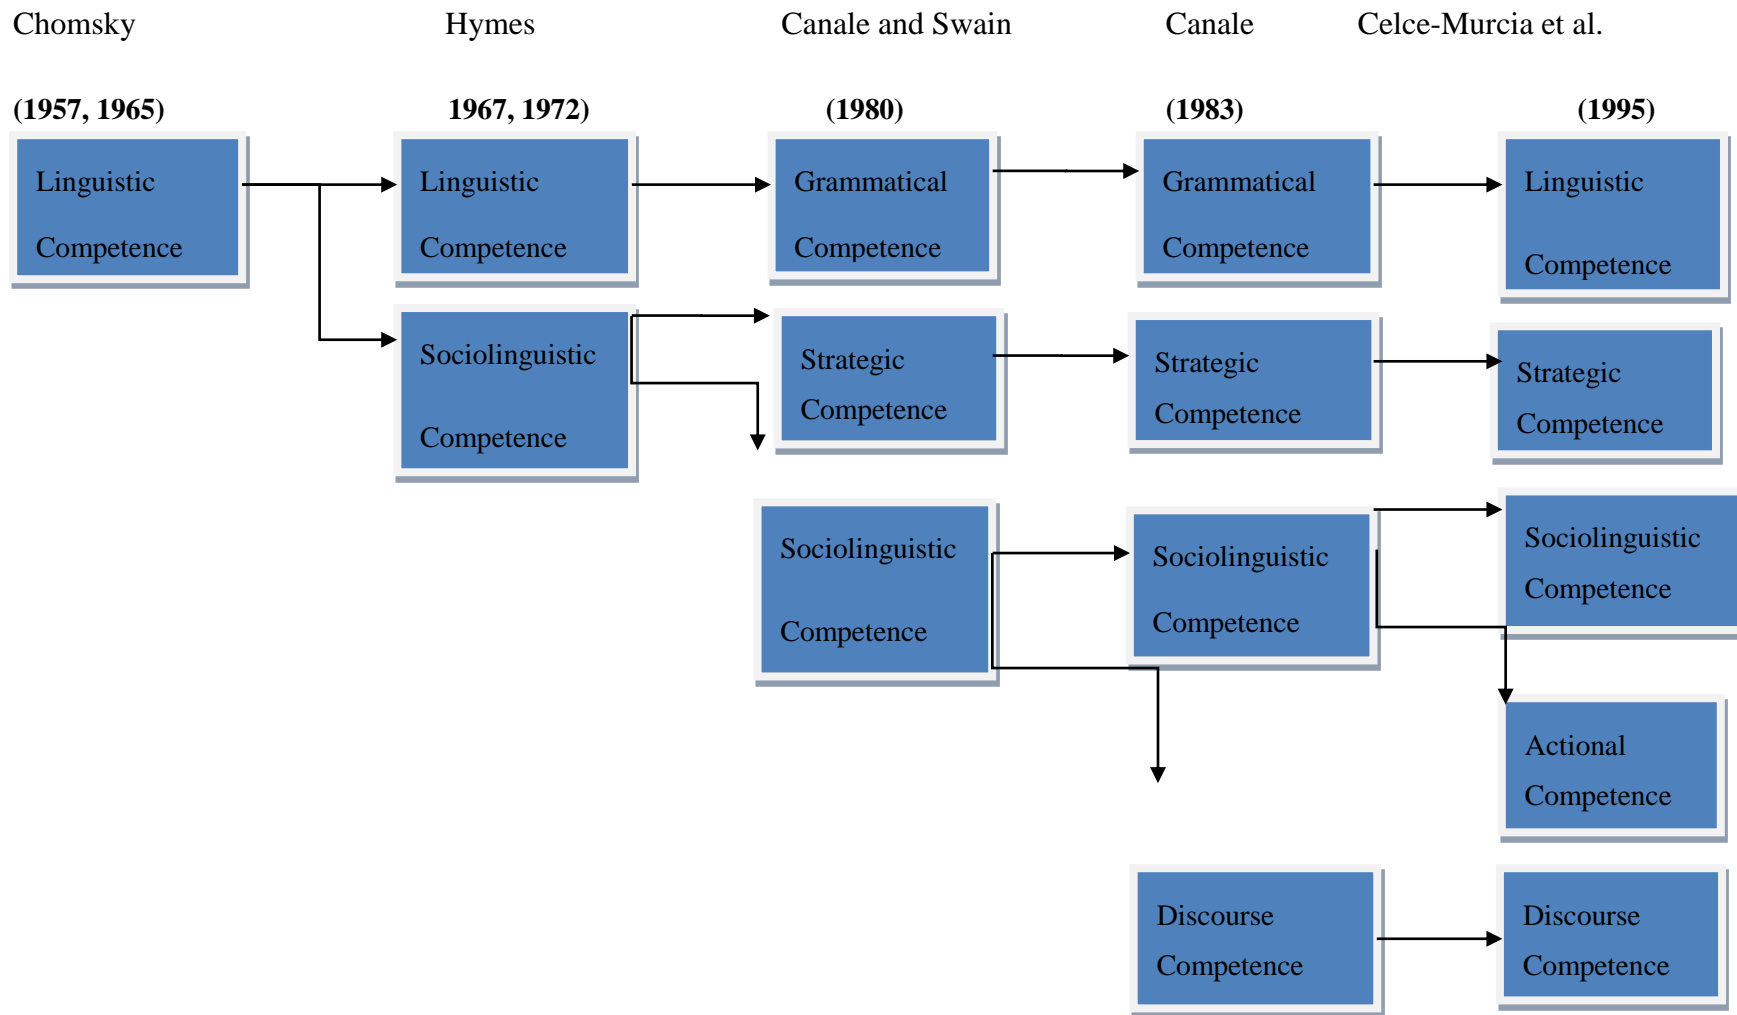 Chomsky Hymes Canale and Swain Canale Celce-Murcia et al.
(1957, 1965) 1967, 1972) (1980) (1983) (1995)
Linguistic
Competence
Linguistic
Competence
Grammatical
Competence
Grammatical
Competence
Linguistic
Competence
Sociolinguistic
Competence
Strategic
Competence
Strategic
Competence
Strategic
Competence
Sociolinguistic
Competence
Sociolinguistic
Competence
Sociolinguistic
Competence
Actional
Competence
Discourse
Competence
Discourse
Competence